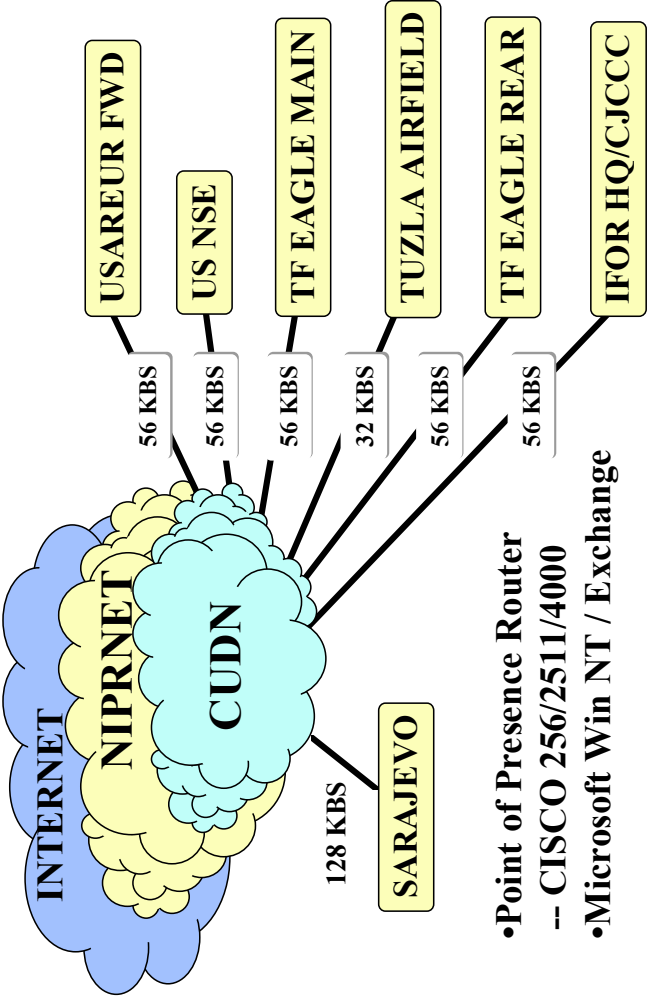 INTERNET
NIPRNET
CUDN
USAREUR FWD
56 KBS
US NSE
56 KBS
TF EAGLE MAIN
56 KBS
TUZLA AIRFIELD
32 KBS
TF EAGLE REAR
56 KBS
IFOR HQ/CJCCC
56 KBS
128 KBS
SARAJEVO
•Point of Presence Router
-- CISCO 256/2511/4000
•Microsoft Win NT / Exchange